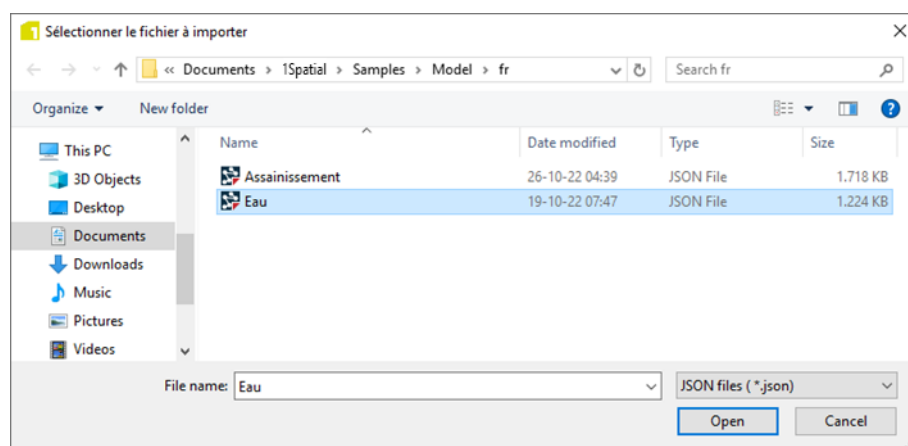 Sélectionner le fichier à importer
« Documents > 1Spatial > Samples > Model > fr
Search fr
Organize
New folder
Name
Date modified
Type
Size
This PC
3D Objects
Desktop
Documents
Downloads
Music
Pictures
Videos
Assainissement 26-10-22 04:39 JSON File 1.718 KB
Eau 19-10-22 07:47 JSON File 1.224 KB
File name: Eau
JSON files ( *.json)
Open
Cancel